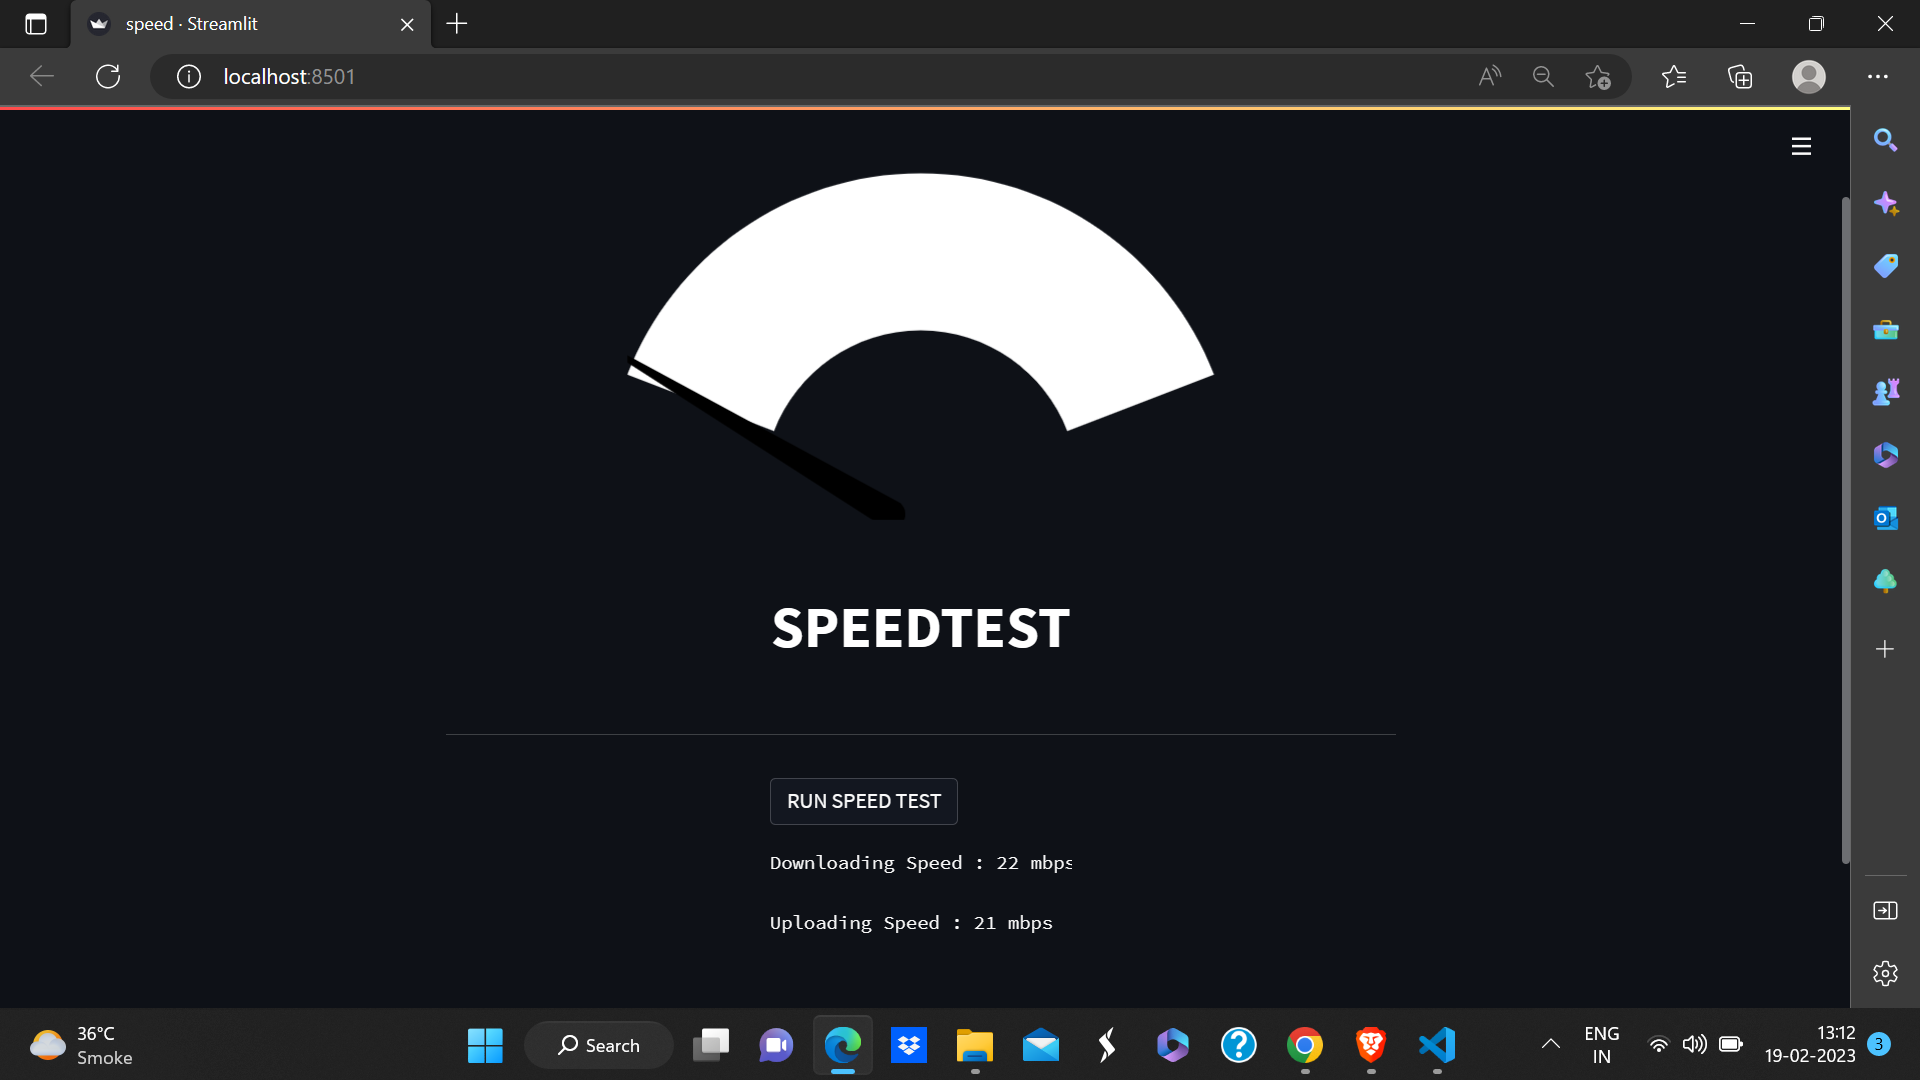 speed · Streamlit
localhost:8501
SPEEDTEST
RUN SPEED TEST
Downloading Speed : 22 mbps
Uploading Speed : 21 mbps
36°C
Smoke
Search
ENG
IN
13:12
19-02-2023
3